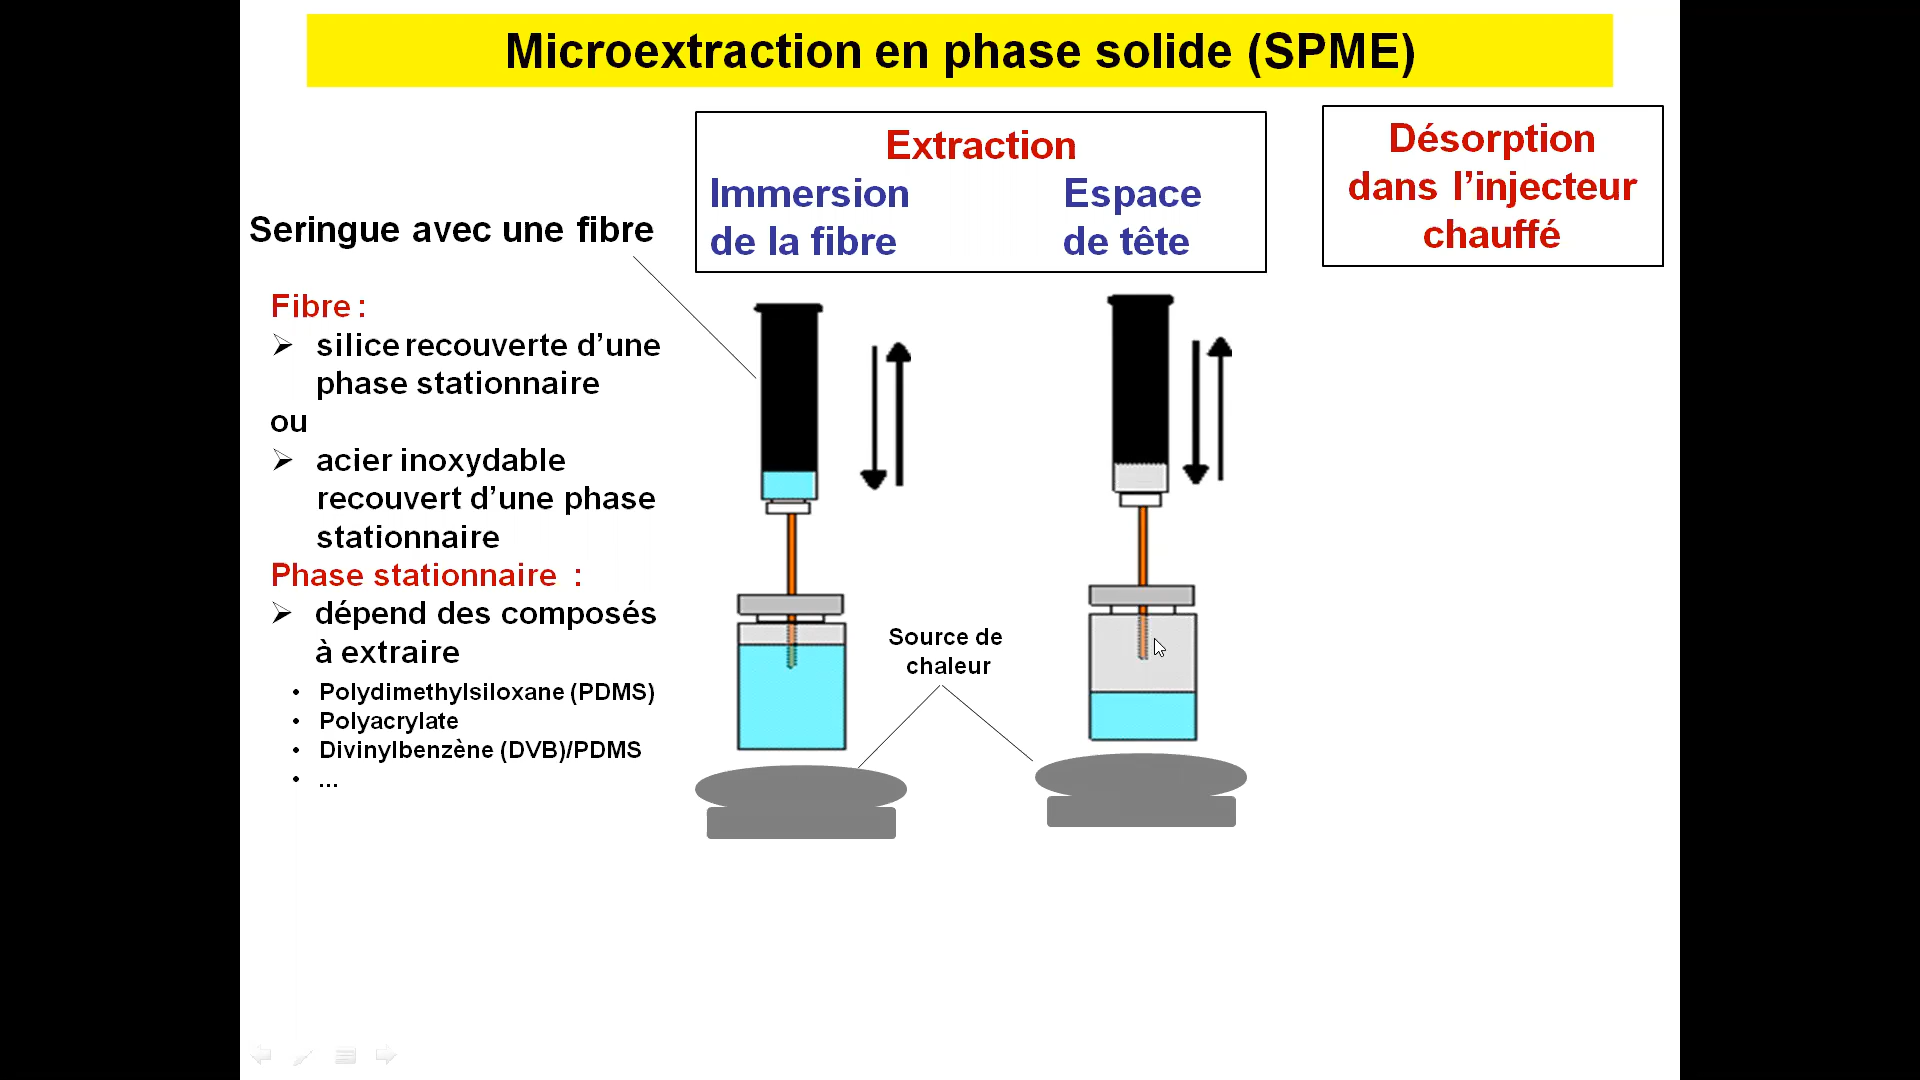 Microextraction en phase solide (SPME)
Extraction
Immersion
de la fibre
Espace
de tête
Désorption
dans l’injecteur
chauffé
Seringue avec une fibre
Fibre :
➢ silice recouverte d’une
phase stationnaire
ou
➢ acier inoxydable
recouvert d’une phase
stationnaire
Phase stationnaire :
➢ dépend des composés
à extraire
• Polydimethylsiloxane (PDMS)
• Polyacrylate
• Divinylbenzène (DVB)/PDMS
• ...
Source de
chaleur